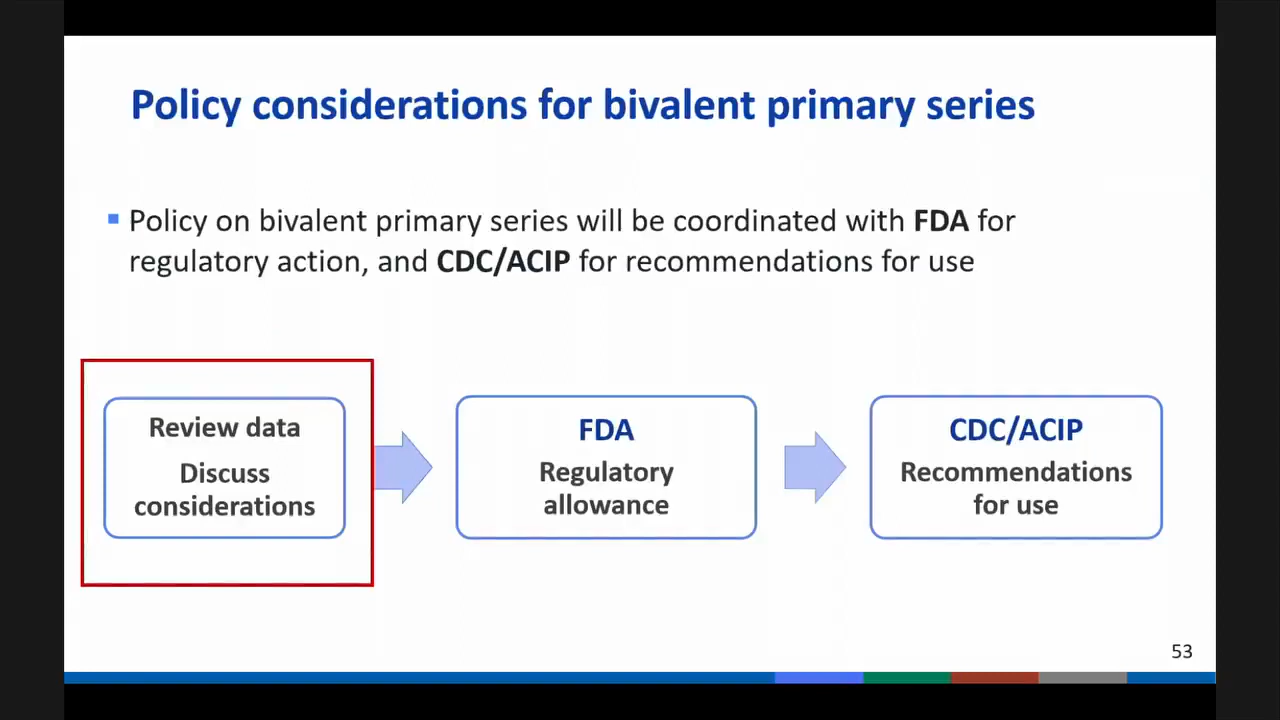 Policy considerations for bivalent primary series
Policy on bivalent primary series will be coordinated with FDA for
regulatory action, and CDC/ACIP for recommendations for use
Review data
Discuss
considerations
FDA
Regulatory
allowance
CDC/ACIP
Recommendations
for use
53